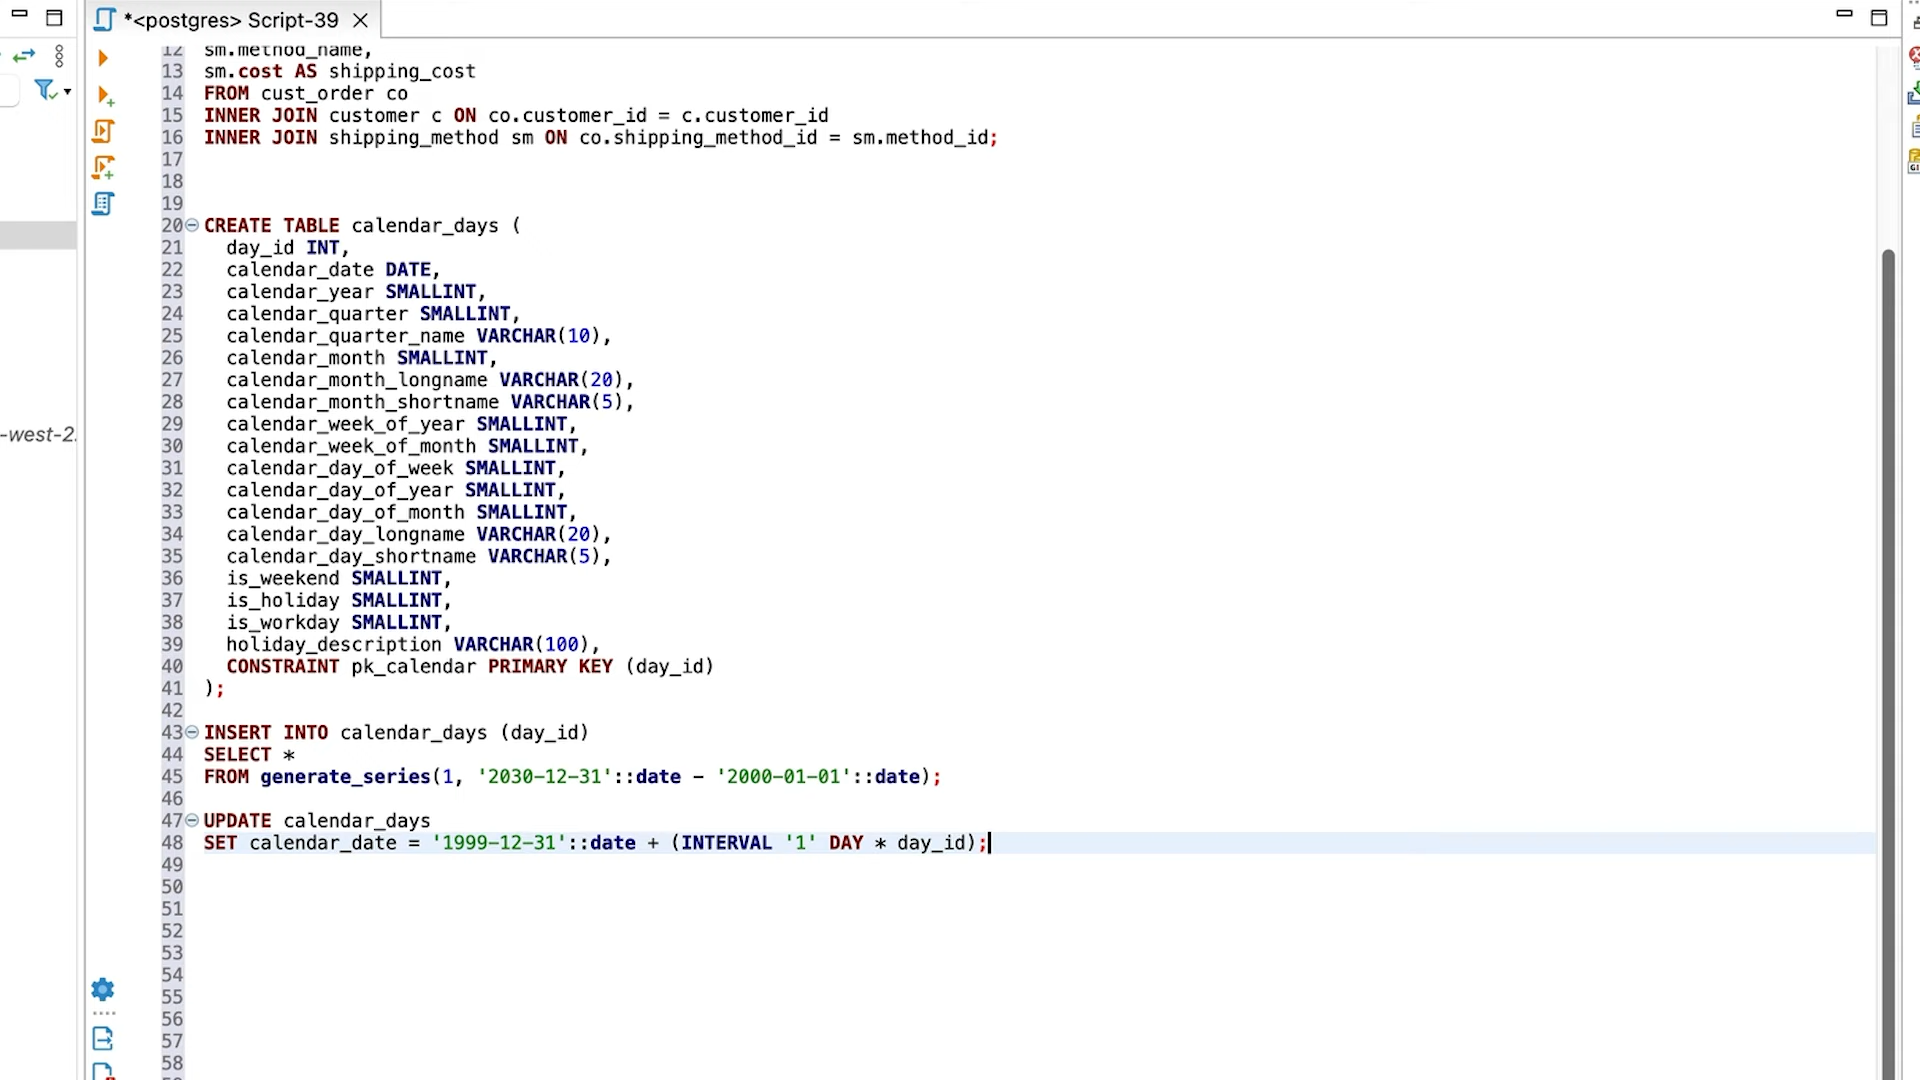 *<postgres> Script-39
12 sm.method_name,
13 sm.cost AS shipping_cost
14 FROM cust_order co
15 INNER JOIN customer c ON co.customer_id = c.customer_id
16 INNER JOIN shipping_method sm ON co.shipping_method_id = sm.method_id;
17
18
19
20 CREATE TABLE calendar_days (
21 day_id INT,
22 calendar_date DATE,
23 calendar_year SMALLINT,
24 calendar_quarter SMALLINT,
25 calendar_quarter_name VARCHAR(10),
26 calendar_month SMALLINT,
27 calendar_month_longname VARCHAR(20),
28 calendar_month_shortname VARCHAR(5),
29 calendar_week_of_year SMALLINT,
-west-2.
30 calendar_week_of_month SMALLINT,
31 calendar_day_of_week SMALLINT,
32 calendar_day_of_year SMALLINT,
33 calendar_day_of_month SMALLINT,
34 calendar_day_longname VARCHAR(20),
35 calendar_day_shortname VARCHAR(5),
36 is_weekend SMALLINT,
37 is_holiday SMALLINT,
38 is_workday SMALLINT,
39 holiday_description VARCHAR(100),
40 CONSTRAINT pk_calendar PRIMARY KEY (day_id)
41 );
42
43 INSERT INTO calendar_days (day_id)
44 SELECT *
45 FROM generate_series(1, '2030-12-31'::date - '2000-01-01'::date);
46
47 UPDATE calendar_days
48 SET calendar_date = '1999-12-31'::date + (INTERVAL '1' DAY * day_id);
49
50
51
52
53
54
55
56
57
58